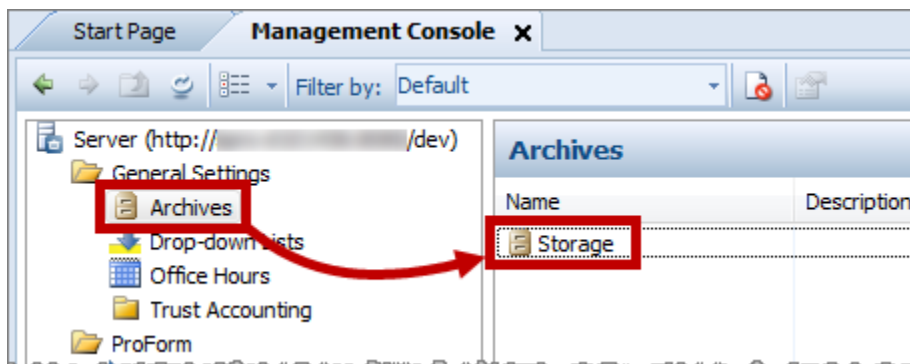 Start Page
Management Console
Filter by: Default
Server (http:// /dev)
General Settings
Archives
Drop-down Lists
Office Hours
Trust Accounting
ProForm
Archives
Name
Description
Storage